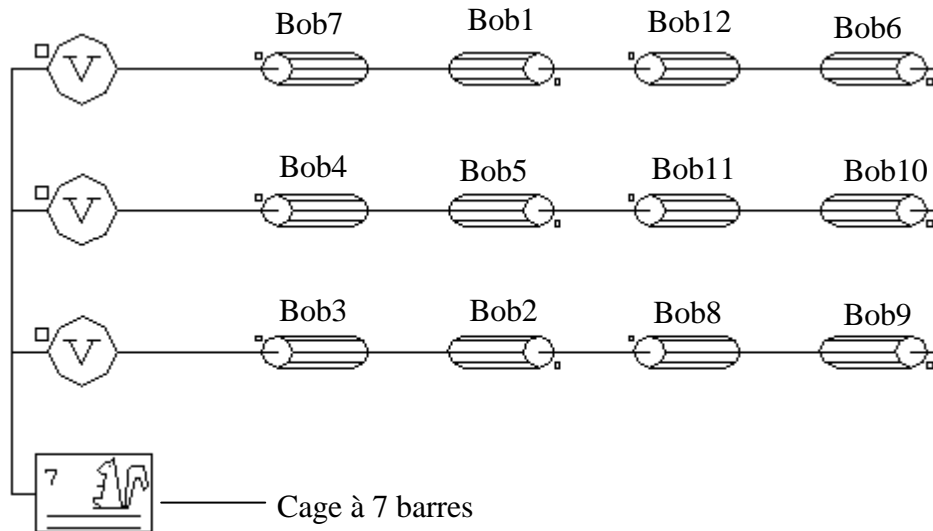 Bob7 Bob1 Bob12 Bob6
V
Bob4 Bob5 Bob11 Bob10
V
Bob3 Bob2 Bob8 Bob9
V
7
Cage à 7 barres